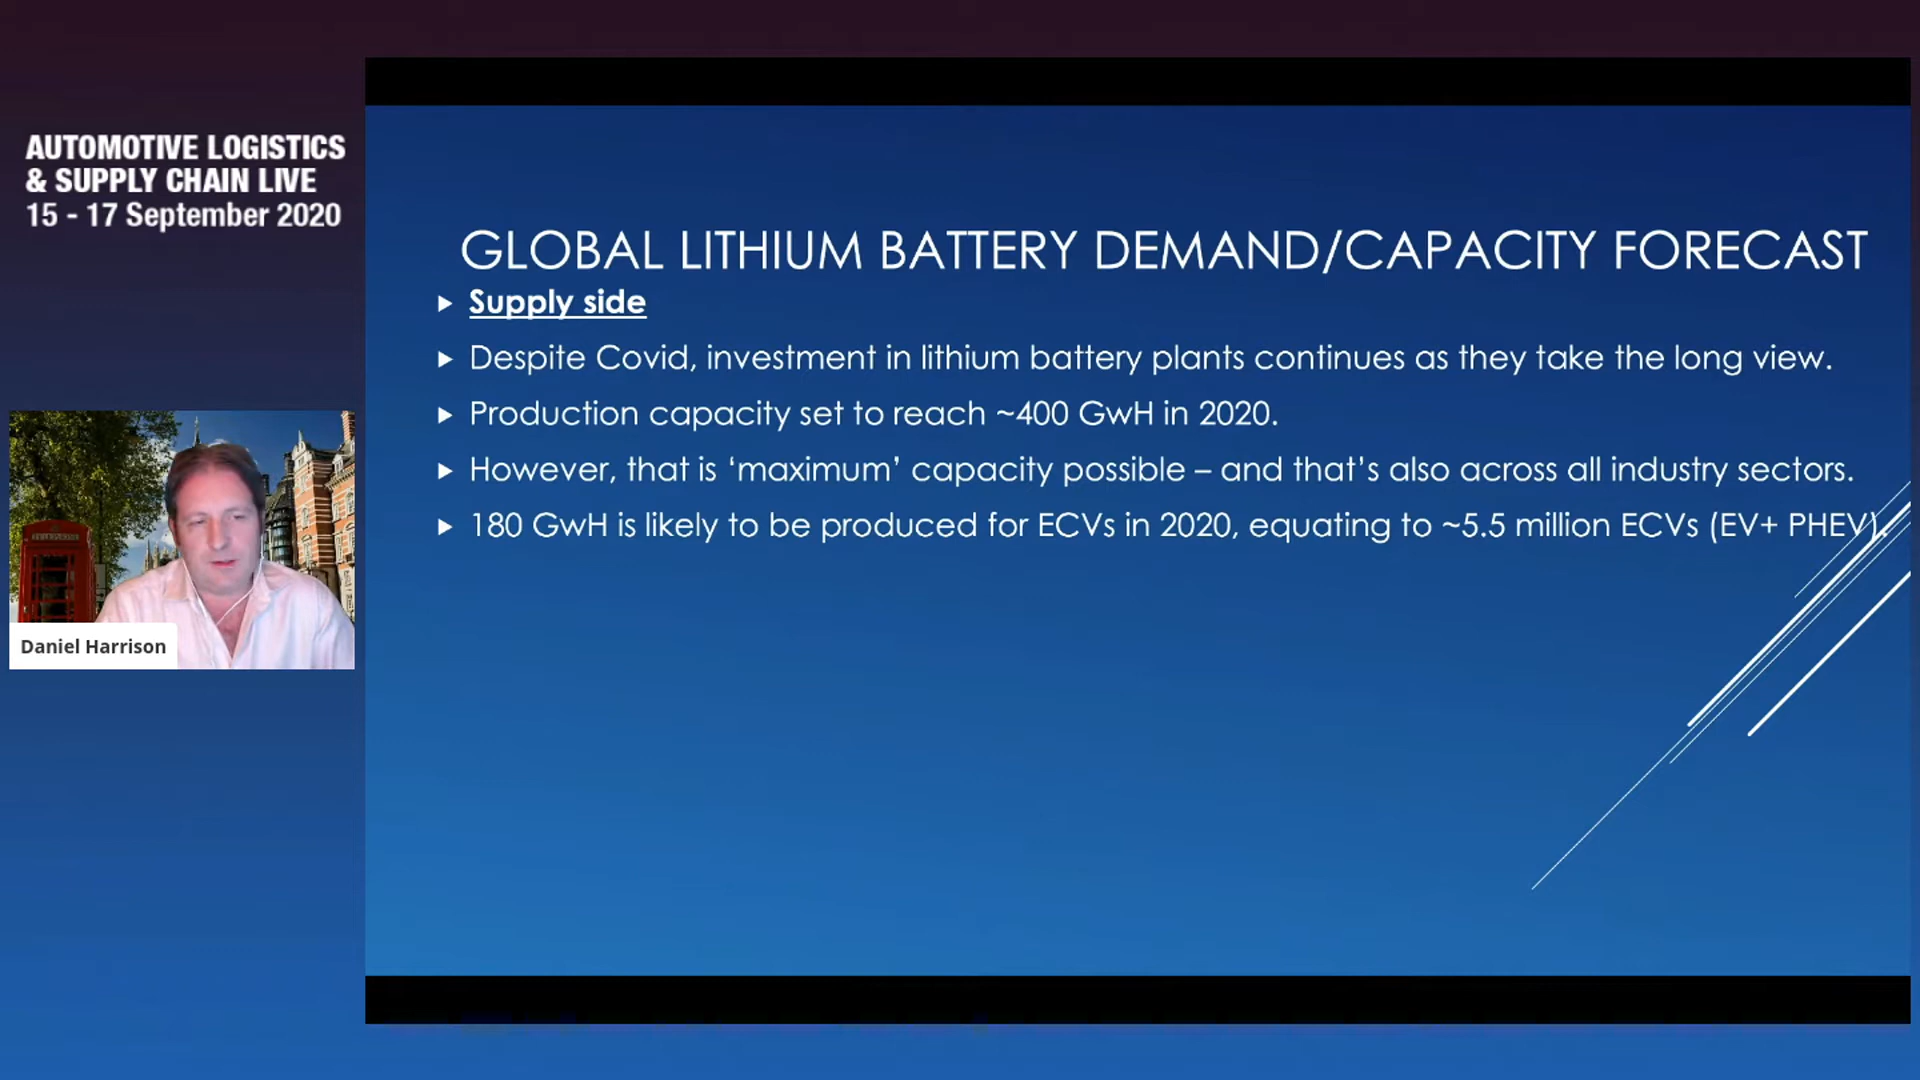 AUTOMOTIVE LOGISTICS
& SUPPLY CHAIN LIVE
15 - 17 September 2020
GLOBAL LITHIUM BATTERY DEMAND/CAPACITY FORECAST
Supply side
Despite Covid, investment in lithium battery plants continues as they take the long view.
Production capacity set to reach ~400 GwH in 2020.
However, that is ‘maximum’ capacity possible – and that’s also across all industry sectors.
180 GwH is likely to be produced for ECVs in 2020, equating to ~5.5 million ECVs (EV+ PHEV).
TELEPHONE
Daniel Harrison